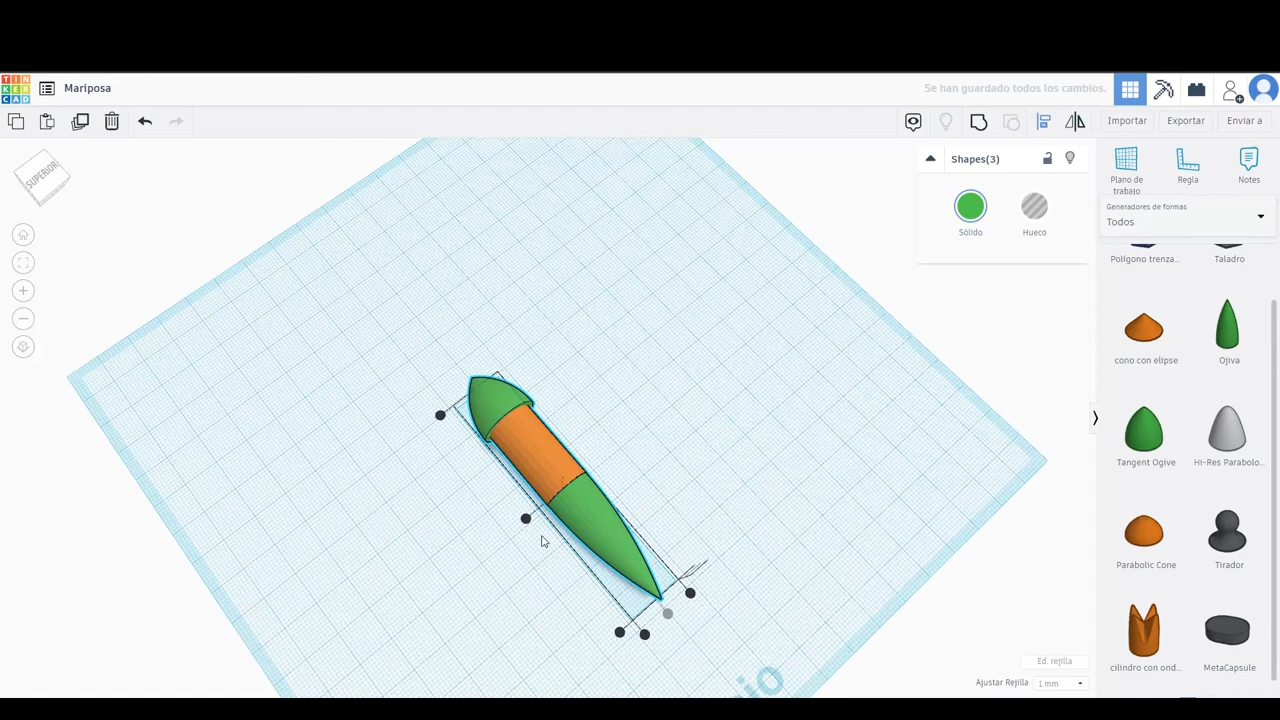 TIN
KER
CAD
Mariposa
Se han guardado todos los cambios.
Importar
Exportar
Enviar a
SUPERIOR
Shapes(3)
Sólido
Hueco
Plano de
trabajo
Regla
Notes
Generadores de formas
Todos
Polígono trenza...
Taladro
cono con elipse
Ojiva
Tangent Ogive
Hi-Res Parabolo...
Parabolic Cone
Tirador
cilindro con ond...
MetaCapsule
Ed. rejilla
Ajustar Rejilla
1 mm